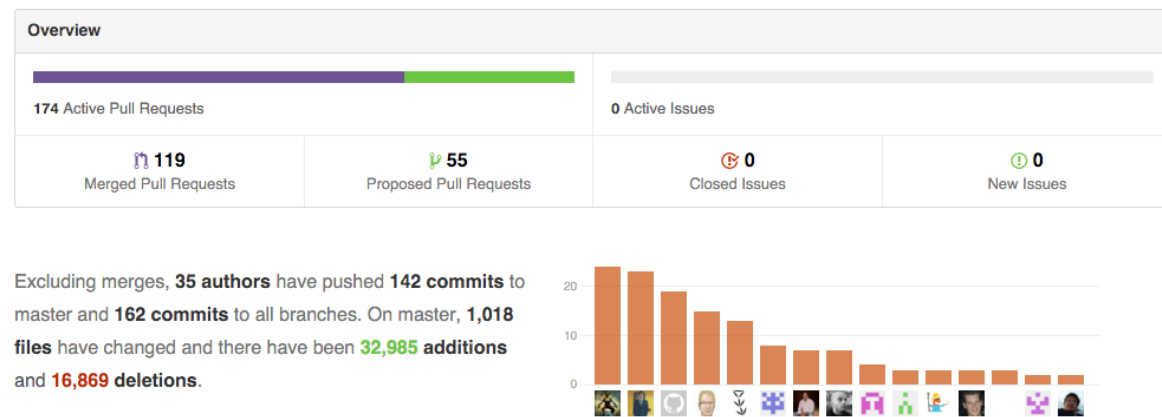 Overview
174 Active Pull Requests
0 Active Issues
119
Merged Pull Requests
55
Proposed Pull Requests
0
Closed Issues
0
New Issues
Excluding merges, 35 authors have pushed 142 commits to
master and 162 commits to all branches. On master, 1,018
files have changed and there have been 32,985 additions
and 16,869 deletions.
20
10
0